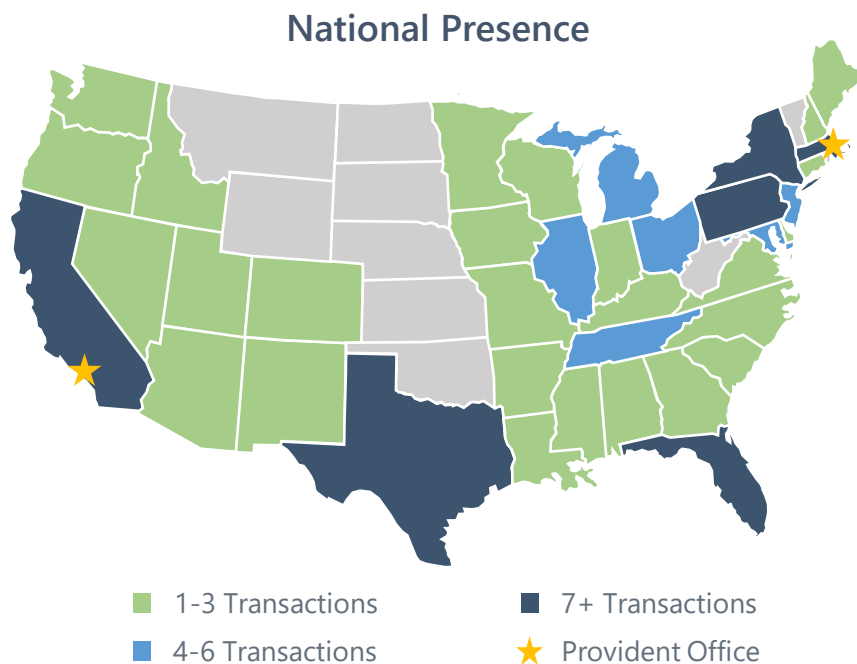 National Presence
1-3 Transactions
7+ Transactions
4-6 Transactions
Provident Office